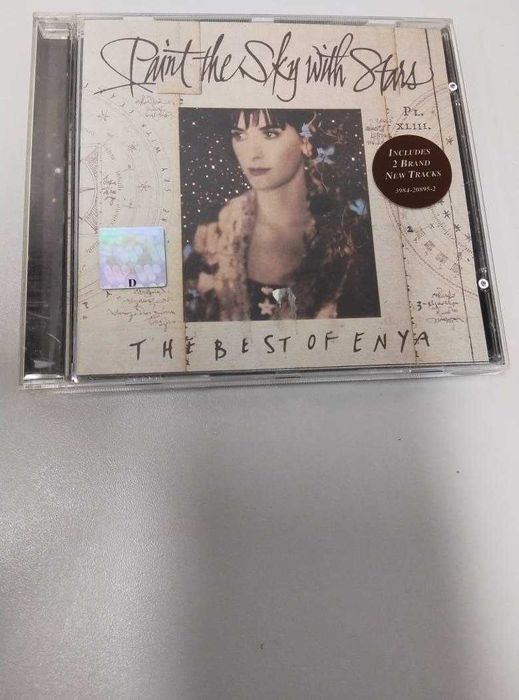 Paint the Sky with Stars
PL.
XLIII.
INCLUDES
2 BRAND
NEW TRACKS
3984-20895-2
D
THE BEST OF ENYA